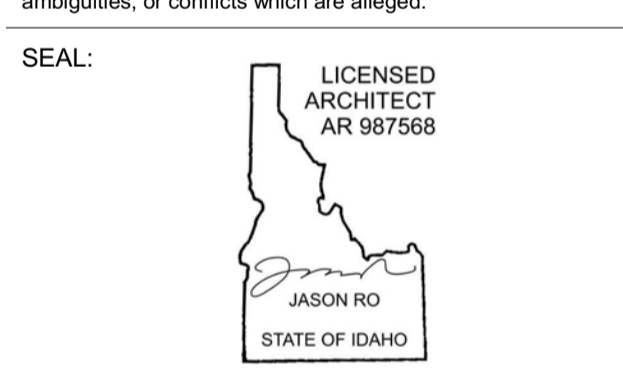 ambiguities, or conflicts which are alleged.
SEAL:
LICENSED
ARCHITECT
AR 987568
JASON RO
STATE OF IDAHO